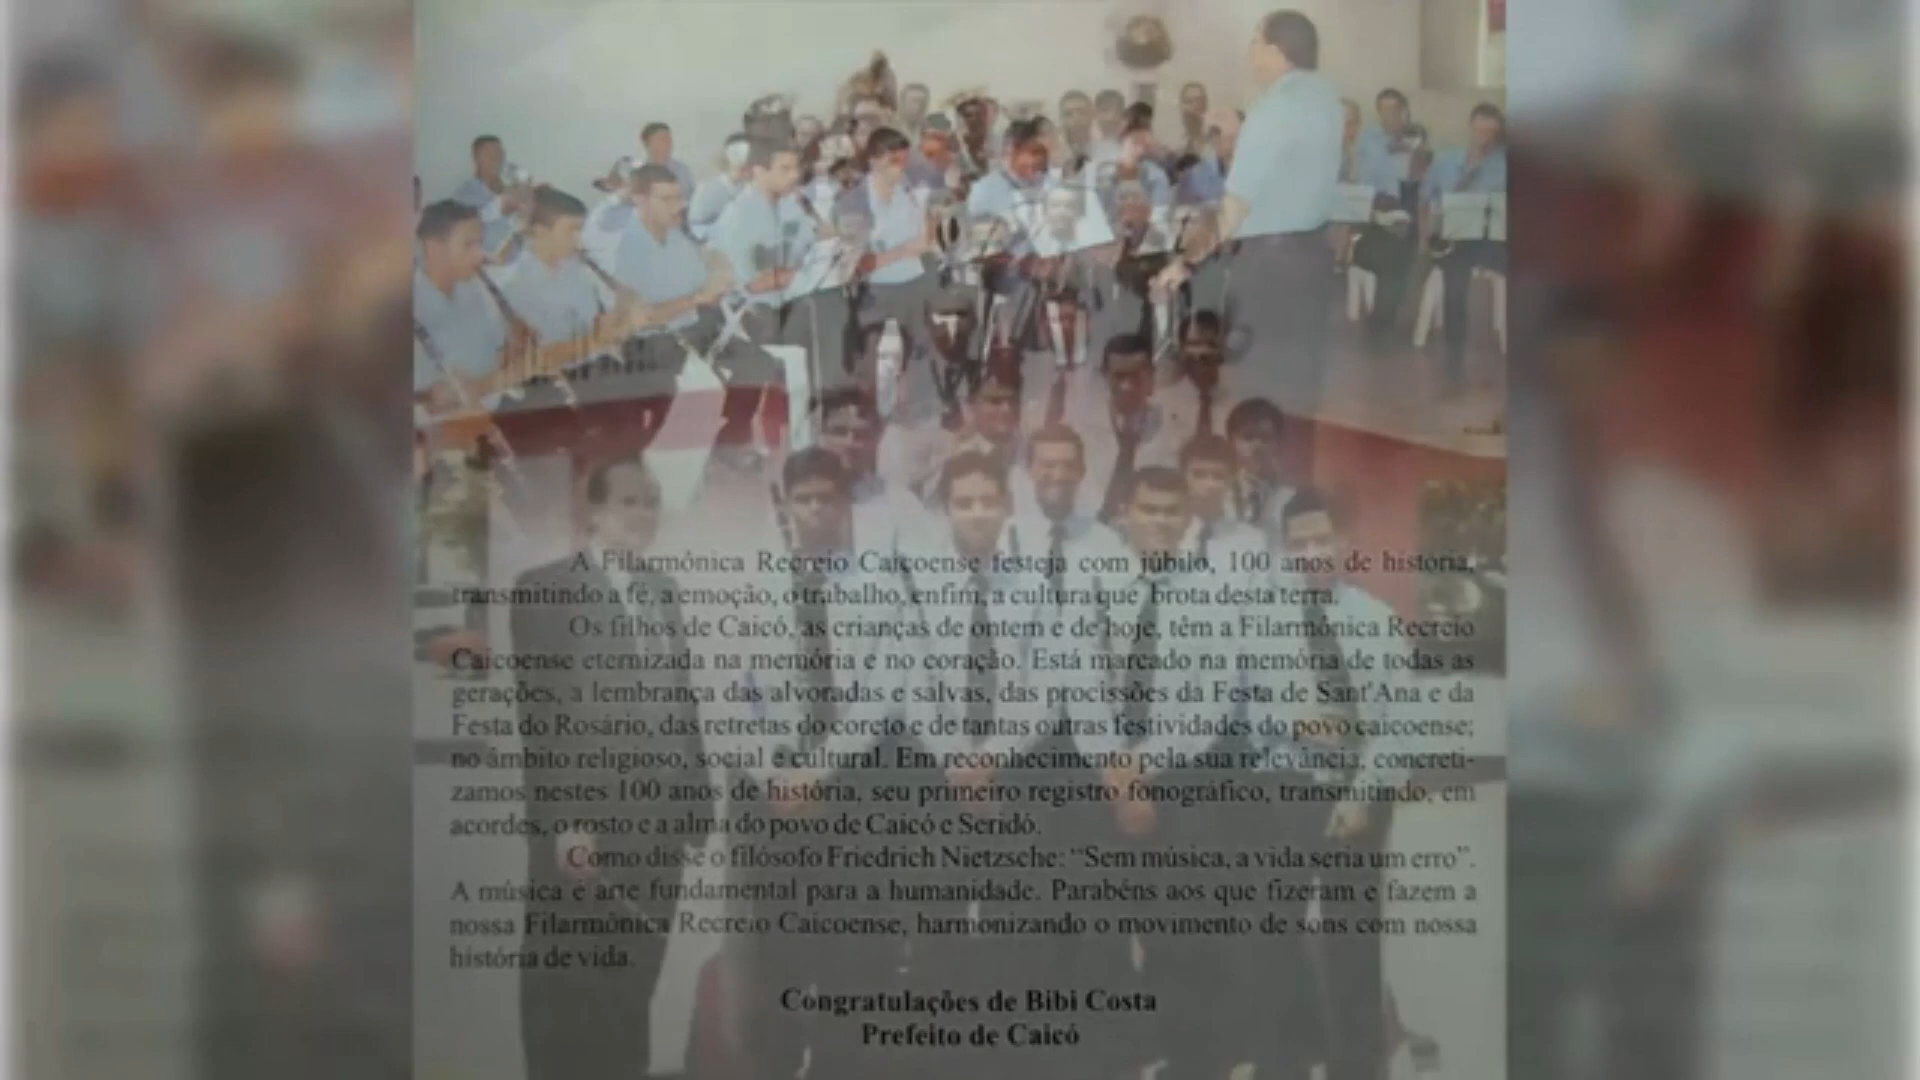 A Filarmônica Recreio Caicoense festeja com júbilo, 100 anos de história,
transmitindo a fé, a emoção, o trabalho, enfim, a cultura que brota desta terra.
Os filhos de Caicó, as crianças de ontem e de hoje, têm a Filarmônica Recreio
Caicoense eternizada na memória e no coração. Está marcado na memória de todas as
gerações, a lembrança das alvoradas e salvas, das procissões da Festa de Sant'Ana e da
Festa do Rosário, das retretas do coreto e de tantas outras festividades do povo caicoense;
no âmbito religioso, social e cultural. Em reconhecimento pela sua relevância, concreti-
zamos nestes 100 anos de história, seu primeiro registro fonográfico, transmitindo, em
acordes, o rosto e a alma do povo de Caicó e Seridó.
Como disse o filósofo Friedrich Nietzsche: “Sem música, a vida seria um erro”.
A música é arte fundamental para a humanidade. Parabéns aos que fizeram e fazem a
nossa Filarmônica Recreio Caicoense, harmonizando o movimento de sons com nossa
história de vida.
Congratulações de Bibi Costa
Prefeito de Caicó